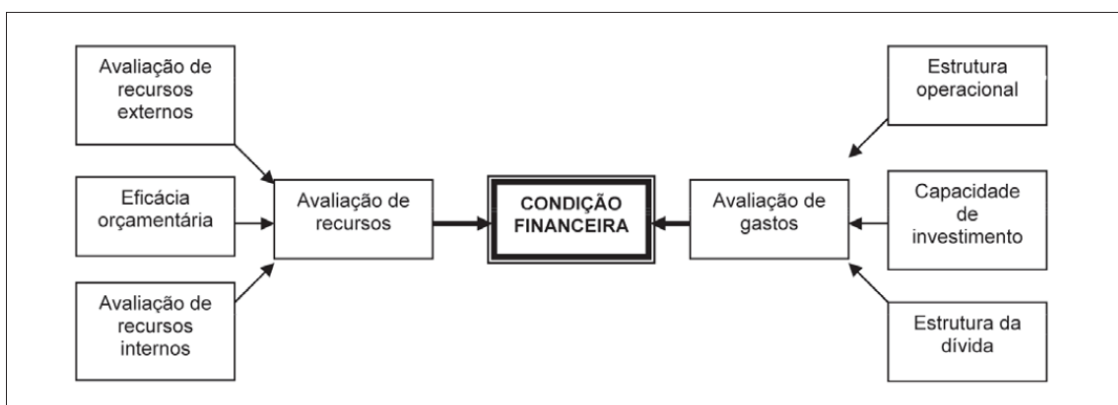 Avaliação de
recursos
externos
Eficácia
orçamentária
Avaliação de
recursos
internos
Avaliação de
recursos
CONDIÇÃO
FINANCEIRA
Avaliação de
gastos
Estrutura
operacional
Capacidade
de
investimento
Estrutura da
dívida